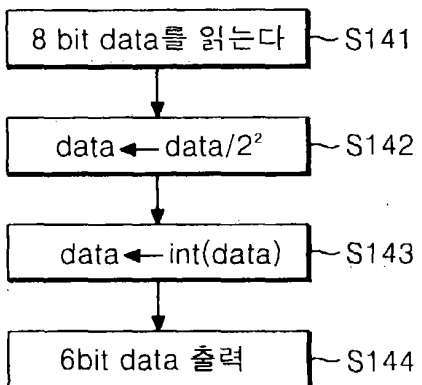 8 bit data를 읽는다 S141
data ← data/2² S142
data ← int(data) S143
6bit data 출력 S144